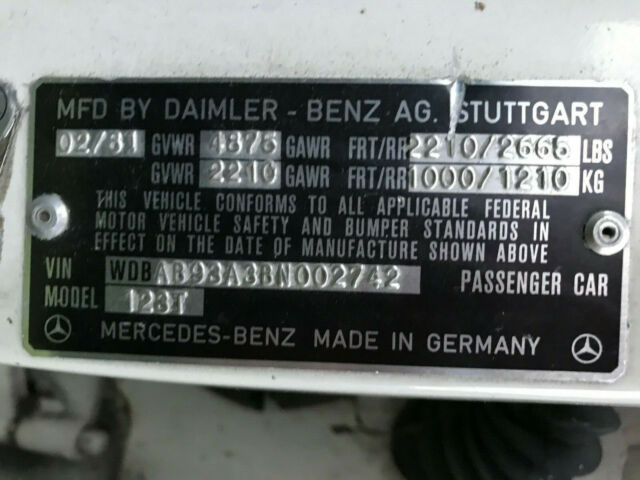 MFD BY DAIMLER - BENZ AG. STUTTGART
02/81 GVWR 4875 GAWR FRT/RR 2210/2665 LBS
GVWR 2210 GAWR FRT/RR 1000/1210 KG
THIS VEHICLE CONFORMS TO ALL APPLICABLE FEDERAL
MOTOR VEHICLE SAFETY AND BUMPER STANDARDS IN
EFFECT ON THE DATE OF MANUFACTURE SHOWN ABOVE
VIN WDBAB93A3BN002742 PASSENGER CAR
MODEL 123T
MERCEDES-BENZ MADE IN GERMANY